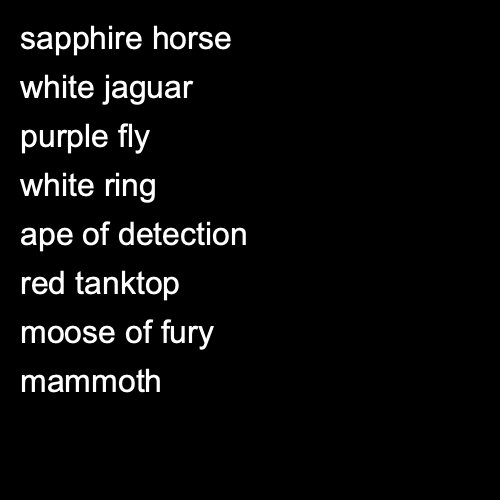 sapphire horse
white jaguar
purple fly
white ring
ape of detection
red tanktop
moose of fury
mammoth